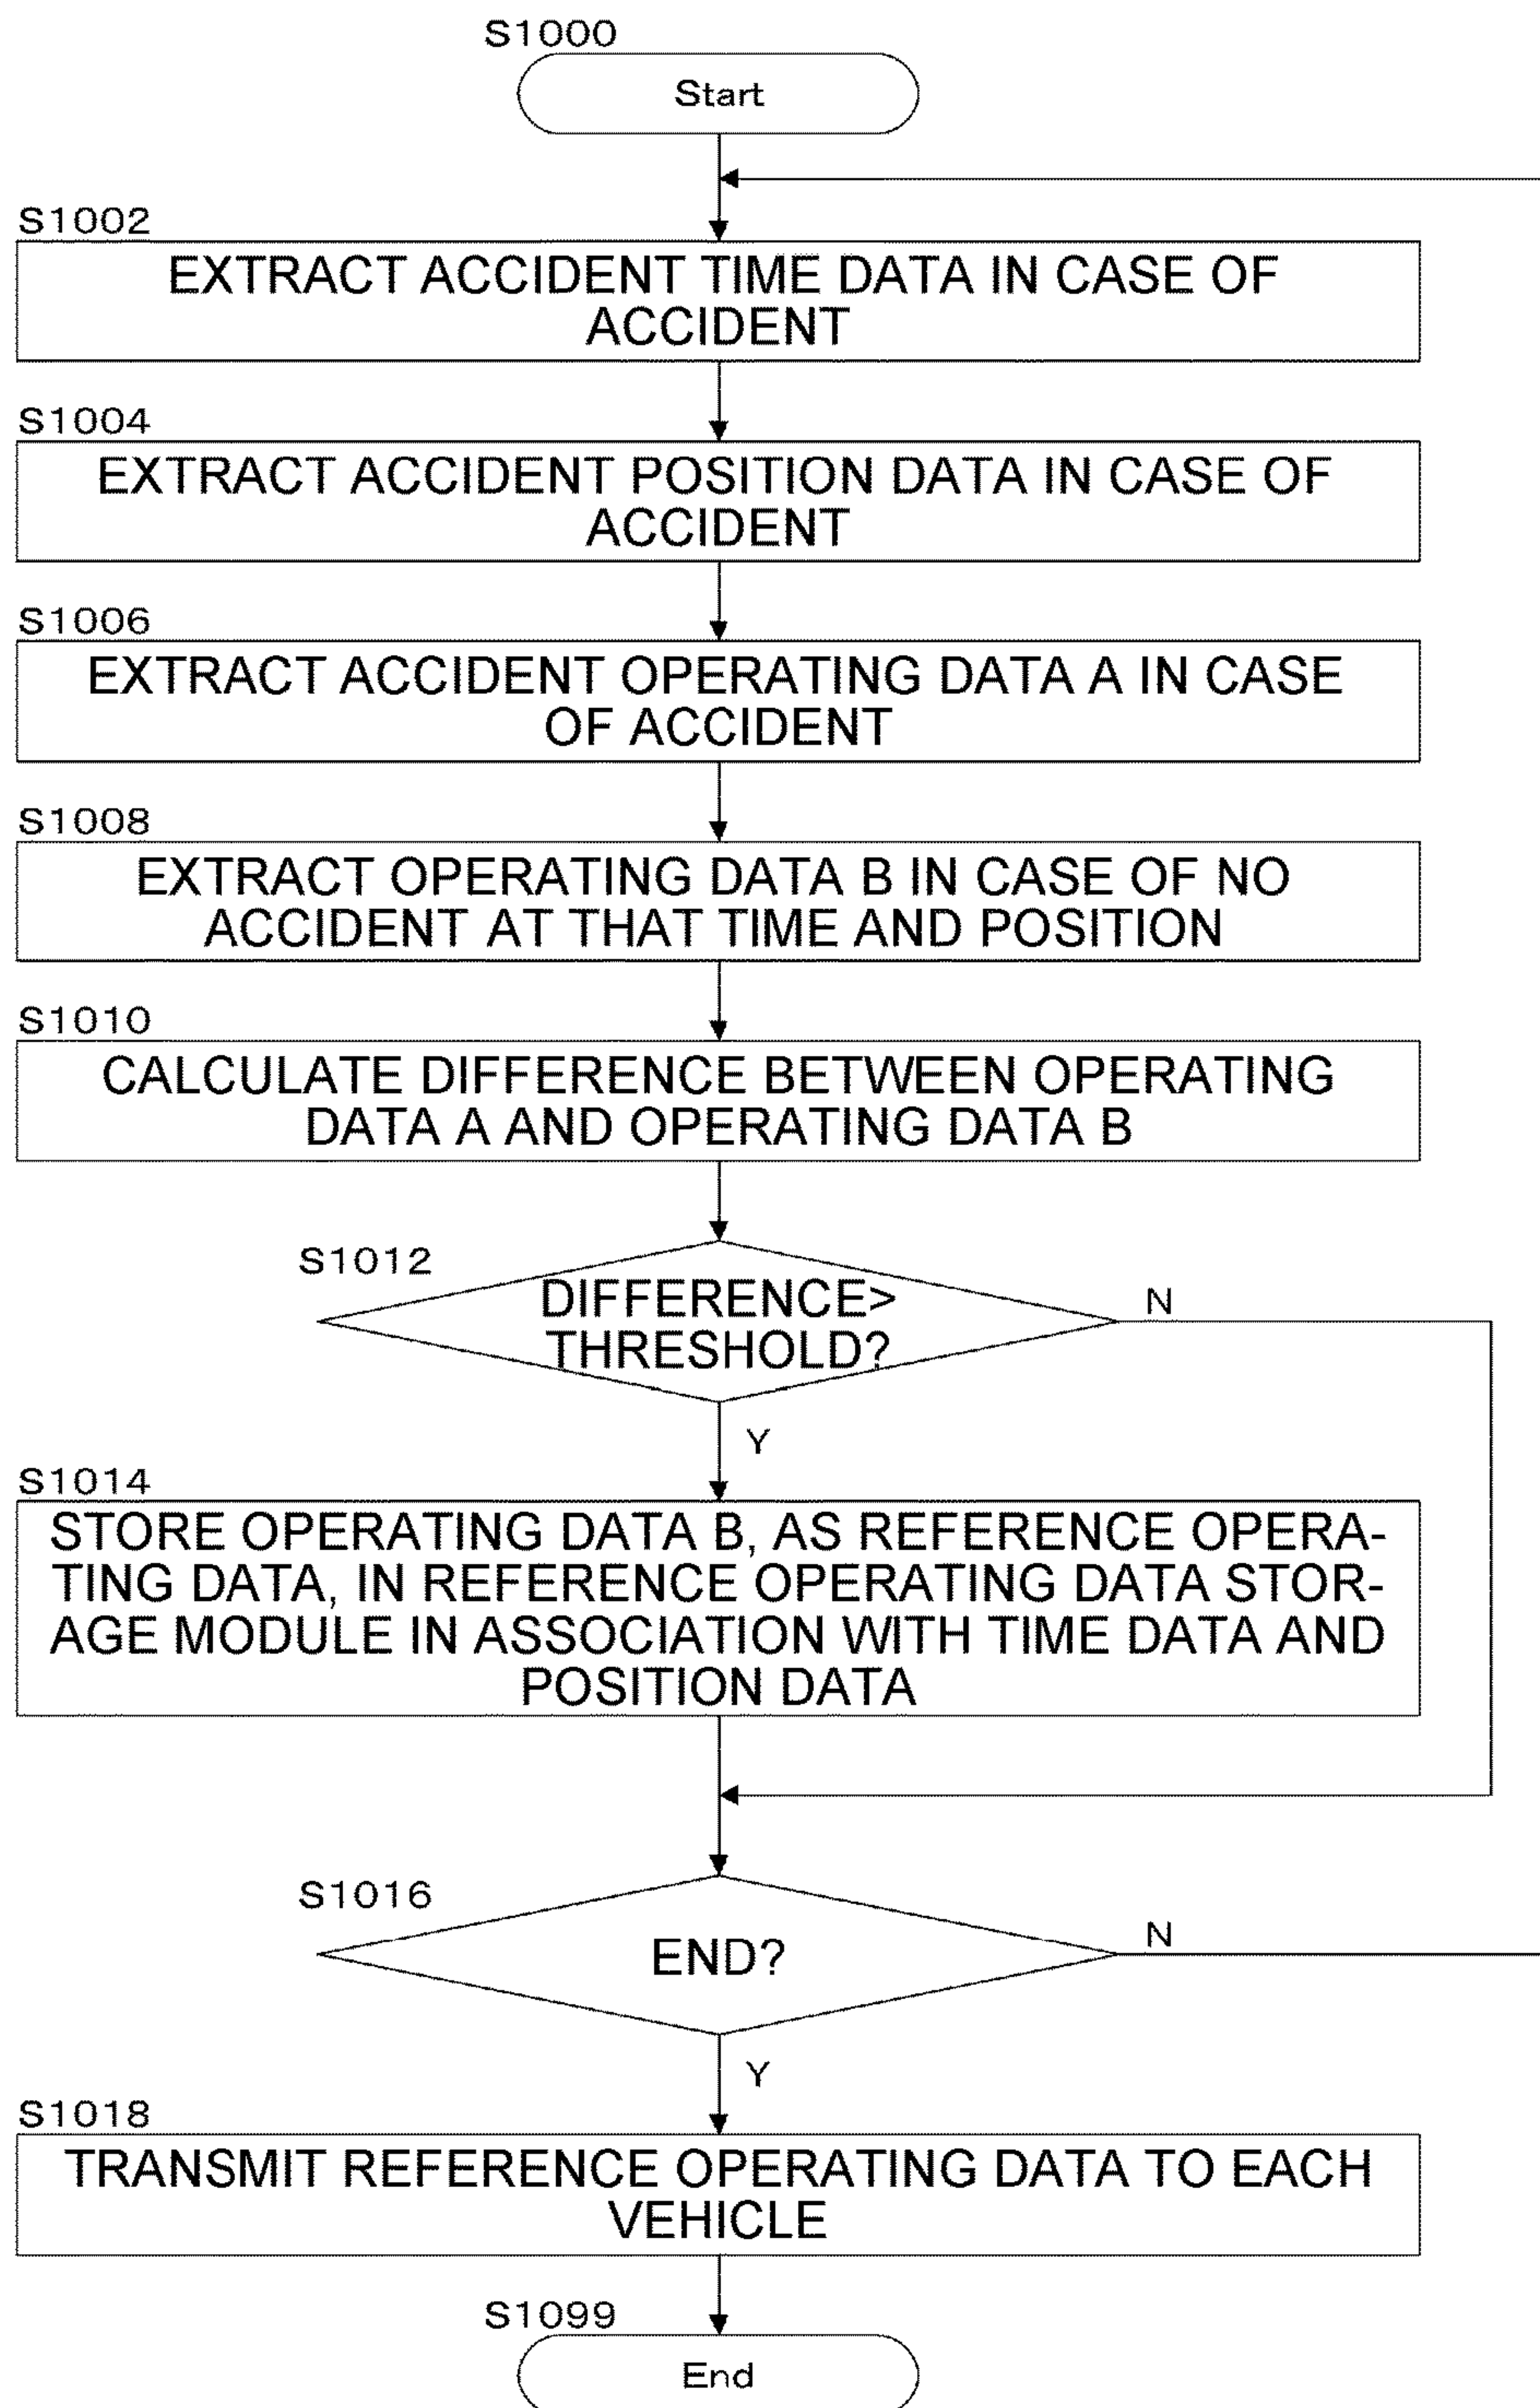 S1000
Start
S1002
EXTRACT ACCIDENT TIME DATA IN CASE OF
ACCIDENT
S1004
EXTRACT ACCIDENT POSITION DATA IN CASE OF
ACCIDENT
S1006
EXTRACT ACCIDENT OPERATING DATA A IN CASE
OF ACCIDENT
S1008
EXTRACT OPERATING DATA B IN CASE OF NO
ACCIDENT AT THAT TIME AND POSITION
S1010
CALCULATE DIFFERENCE BETWEEN OPERATING
DATA A AND OPERATING DATA B
S1012
DIFFERENCE>
THRESHOLD?
N
Y
S1014
STORE OPERATING DATA B, AS REFERENCE OPERA-
TING DATA, IN REFERENCE OPERATING DATA STOR-
AGE MODULE IN ASSOCIATION WITH TIME DATA AND
POSITION DATA
S1016
END?
N
Y
S1018
TRANSMIT REFERENCE OPERATING DATA TO EACH
VEHICLE
S1099
End